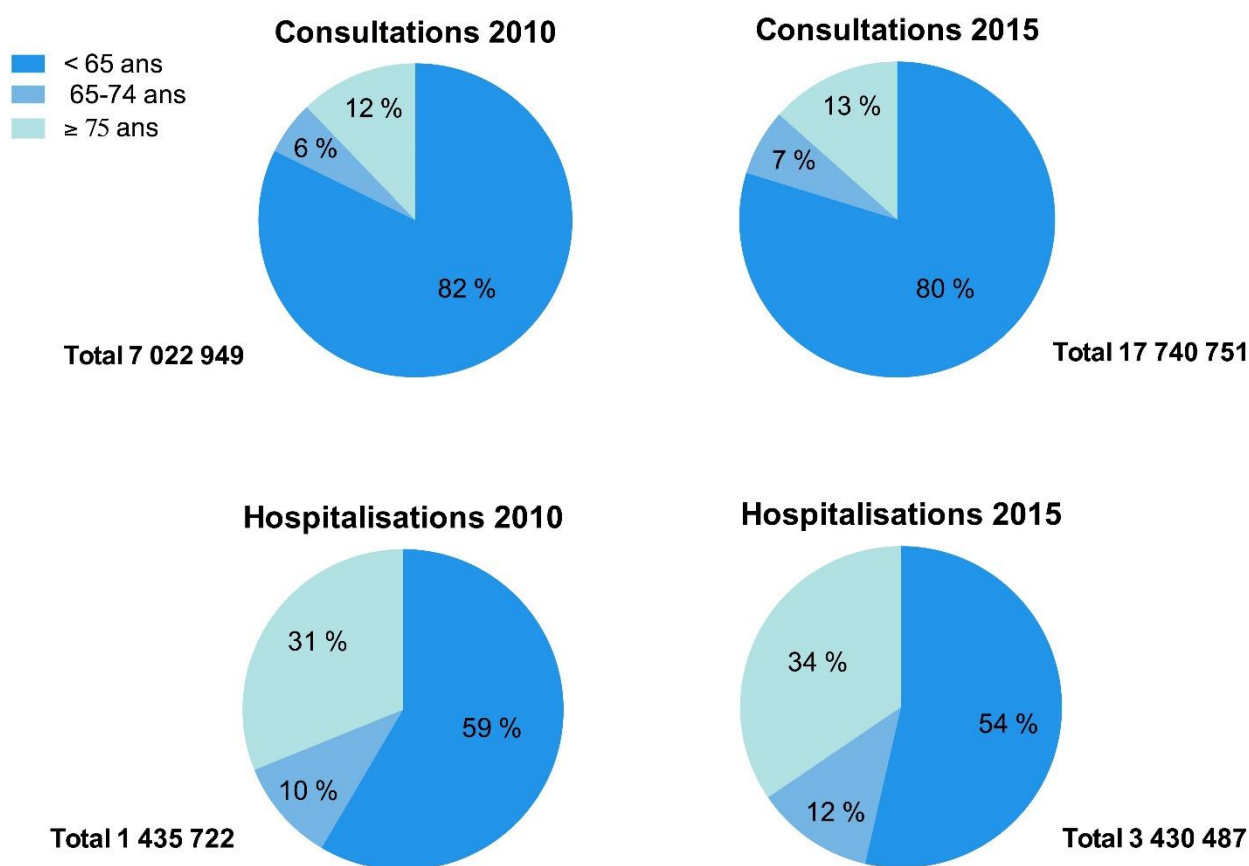 Consultations 2010
Consultations 2015
< 65 ans
65-74 ans
≥ 75 ans
12 %
6 %
82 %
13 %
7 %
80 %
Total 7 022 949
Total 17 740 751
Hospitalisations 2010
Hospitalisations 2015
31 %
59 %
10 %
34 %
54 %
12 %
Total 1 435 722
Total 3 430 487